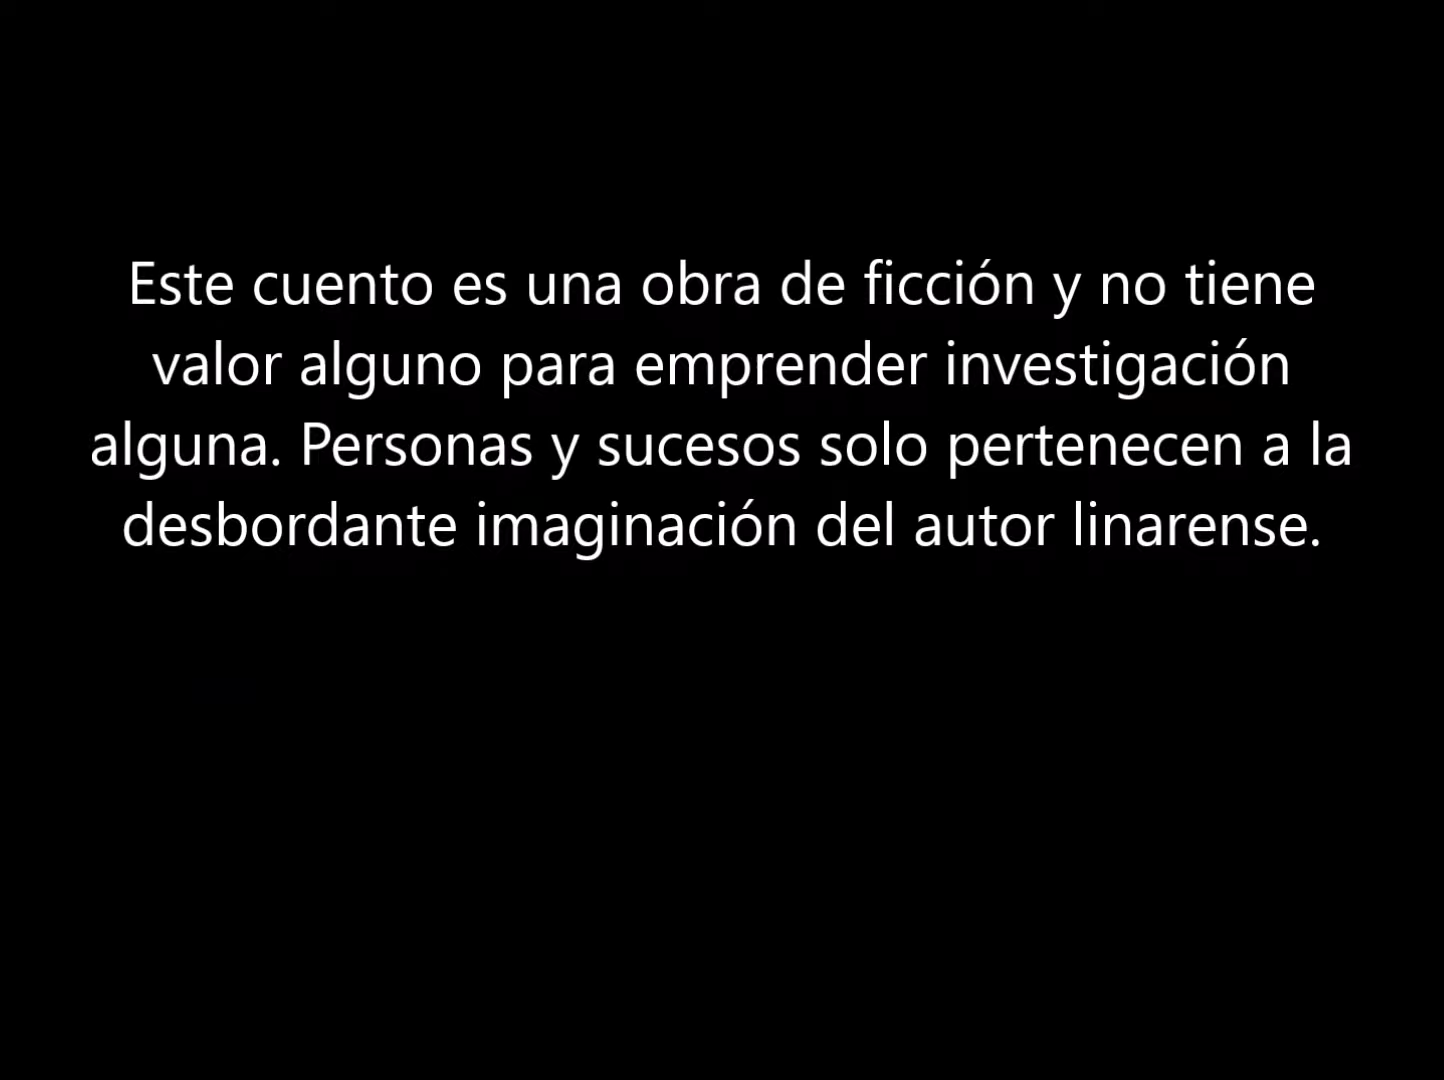 Este cuento es una obra de ficción y no tiene
valor alguno para emprender investigación
alguna. Personas y sucesos solo pertenecen a la
desbordante imaginación del autor linarense.